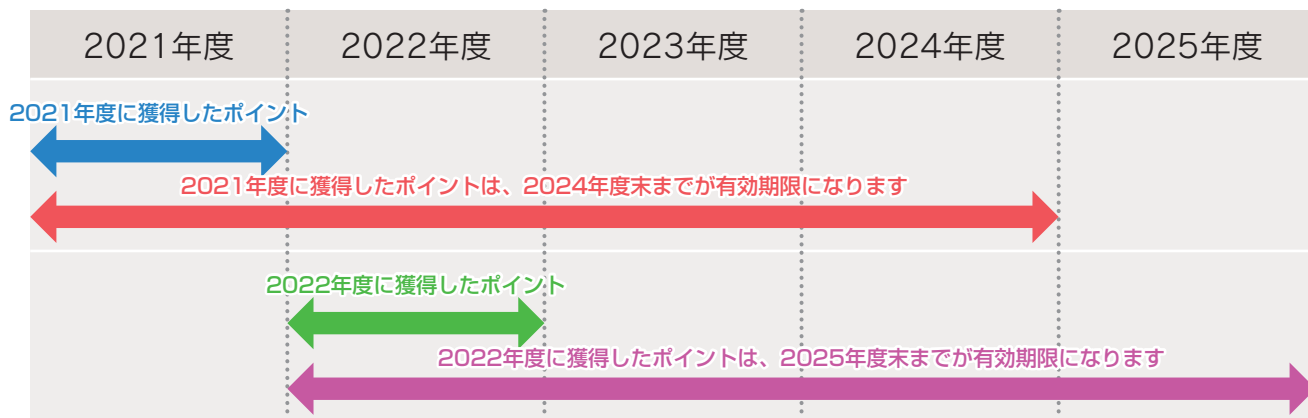 2021年度 2022年度 2023年度 2024年度 2025年度
2021年度に獲得したポイント
2021年度に獲得したポイントは、2024年度末までが有効期限になります
2022年度に獲得したポイント
2022年度に獲得したポイントは、2025年度末までが有効期限になります